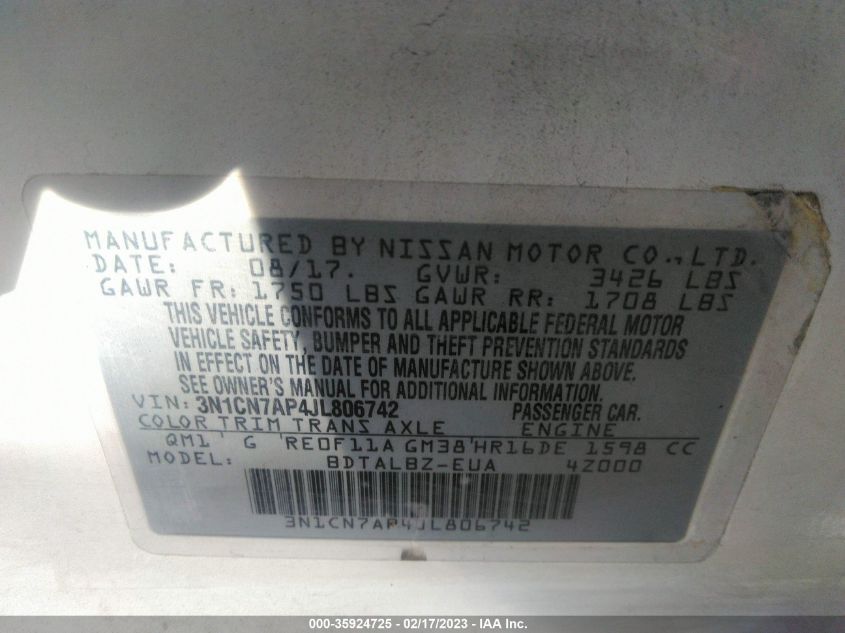 MANUFACTURED BY NISSAN MOTOR CO., LTD.
DATE: 08/17. GVWR: 3426 LBS
GAWR FR: 1750 LBS GAWR RR: 1708 LBS
THIS VEHICLE CONFORMS TO ALL APPLICABLE FEDERAL MOTOR
VEHICLE SAFETY, BUMPER AND THEFT PREVENTION STANDARDS
IN EFFECT ON THE DATE OF MANUFACTURE SHOWN ABOVE.
SEE OWNER'S MANUAL FOR ADDITIONAL INFORMATION.
VIN: 3N1CN7AP4JL806742 PASSENGER CAR.
COLOR TRIM TRANS AXLE ENGINE
QM1 G RE0F11A GM38 HR16DE 1598 CC
MODEL: BDTALBZ-EUA 4Z000
3N1CN7AP4JL806742
000-35924725 - 02/17/2023 - IAA Inc.